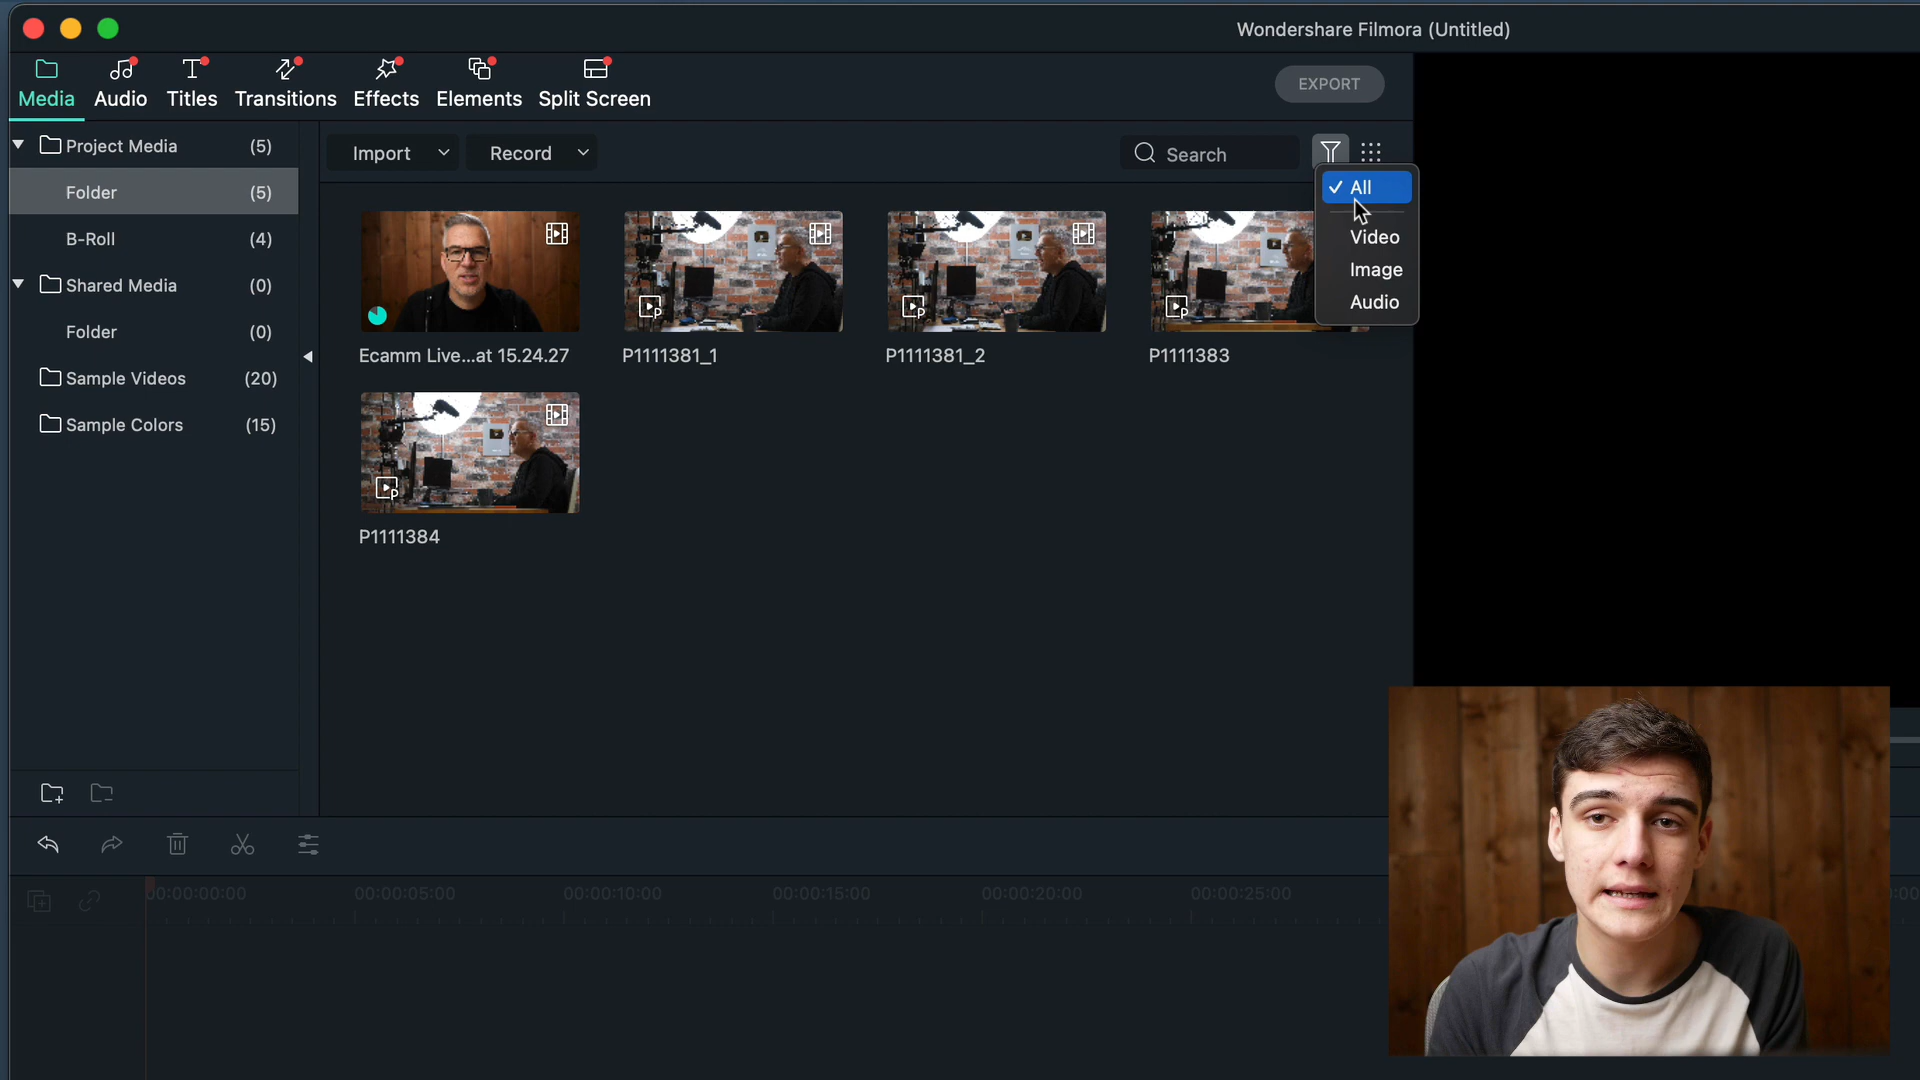 Wondershare Filmora (Untitled)
Media Audio Titles Transitions Effects Elements Split Screen
EXPORT
Project Media (5)
Folder (5)
B-Roll (4)
Shared Media (0)
Folder (0)
Sample Videos (20)
Sample Colors (15)
Import Record Search
All
Video
Image
Audio
Ecamm Live...at 15.24.27 P1111381_1 P1111381_2 P1111383
P1111384
00:00:00:00 00:00:05:00 00:00:10:00 00:00:15:00 00:00:20:00 00:00:25:00